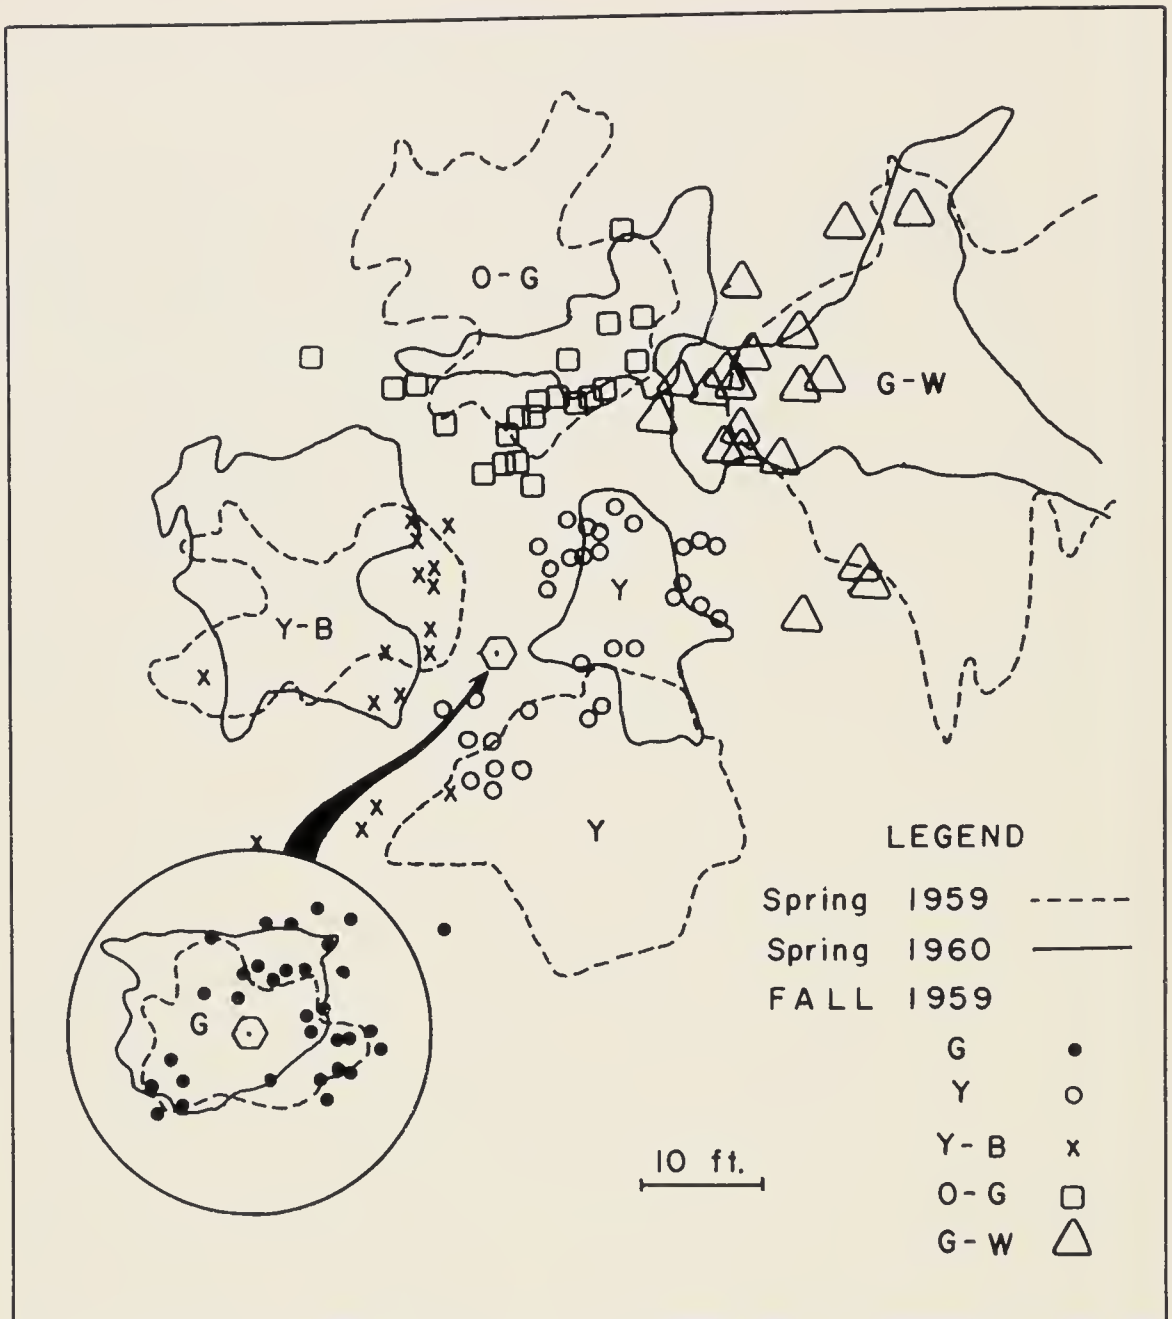 O-G
G-W
Y
Y-B
Y
G
LEGEND
Spring 1959
Spring 1960
FALL 1959
G
Y
Y-B
O-G
G-W
10 ft.